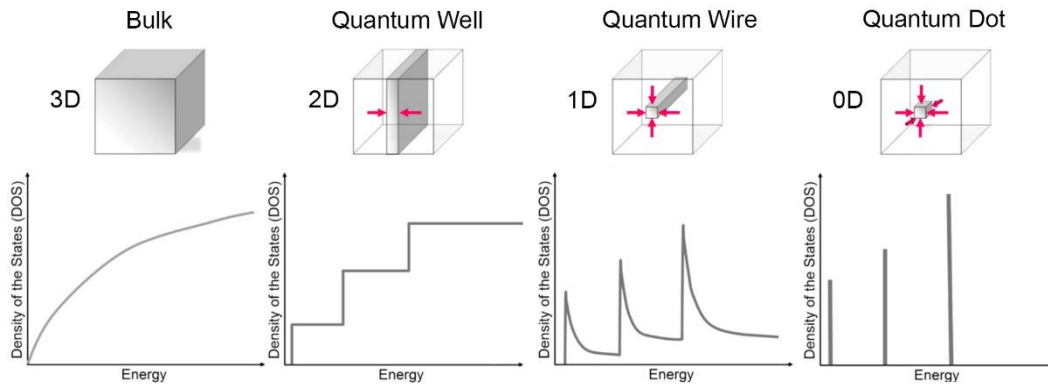 Bulk
Quantum Well
Quantum Wire
Quantum Dot
3D
2D
1D
0D
Density of the States (DOS)
Energy
Density of the States (DOS)
Energy
Density of the States (DOS)
Energy
Density of the States (DOS)
Energy